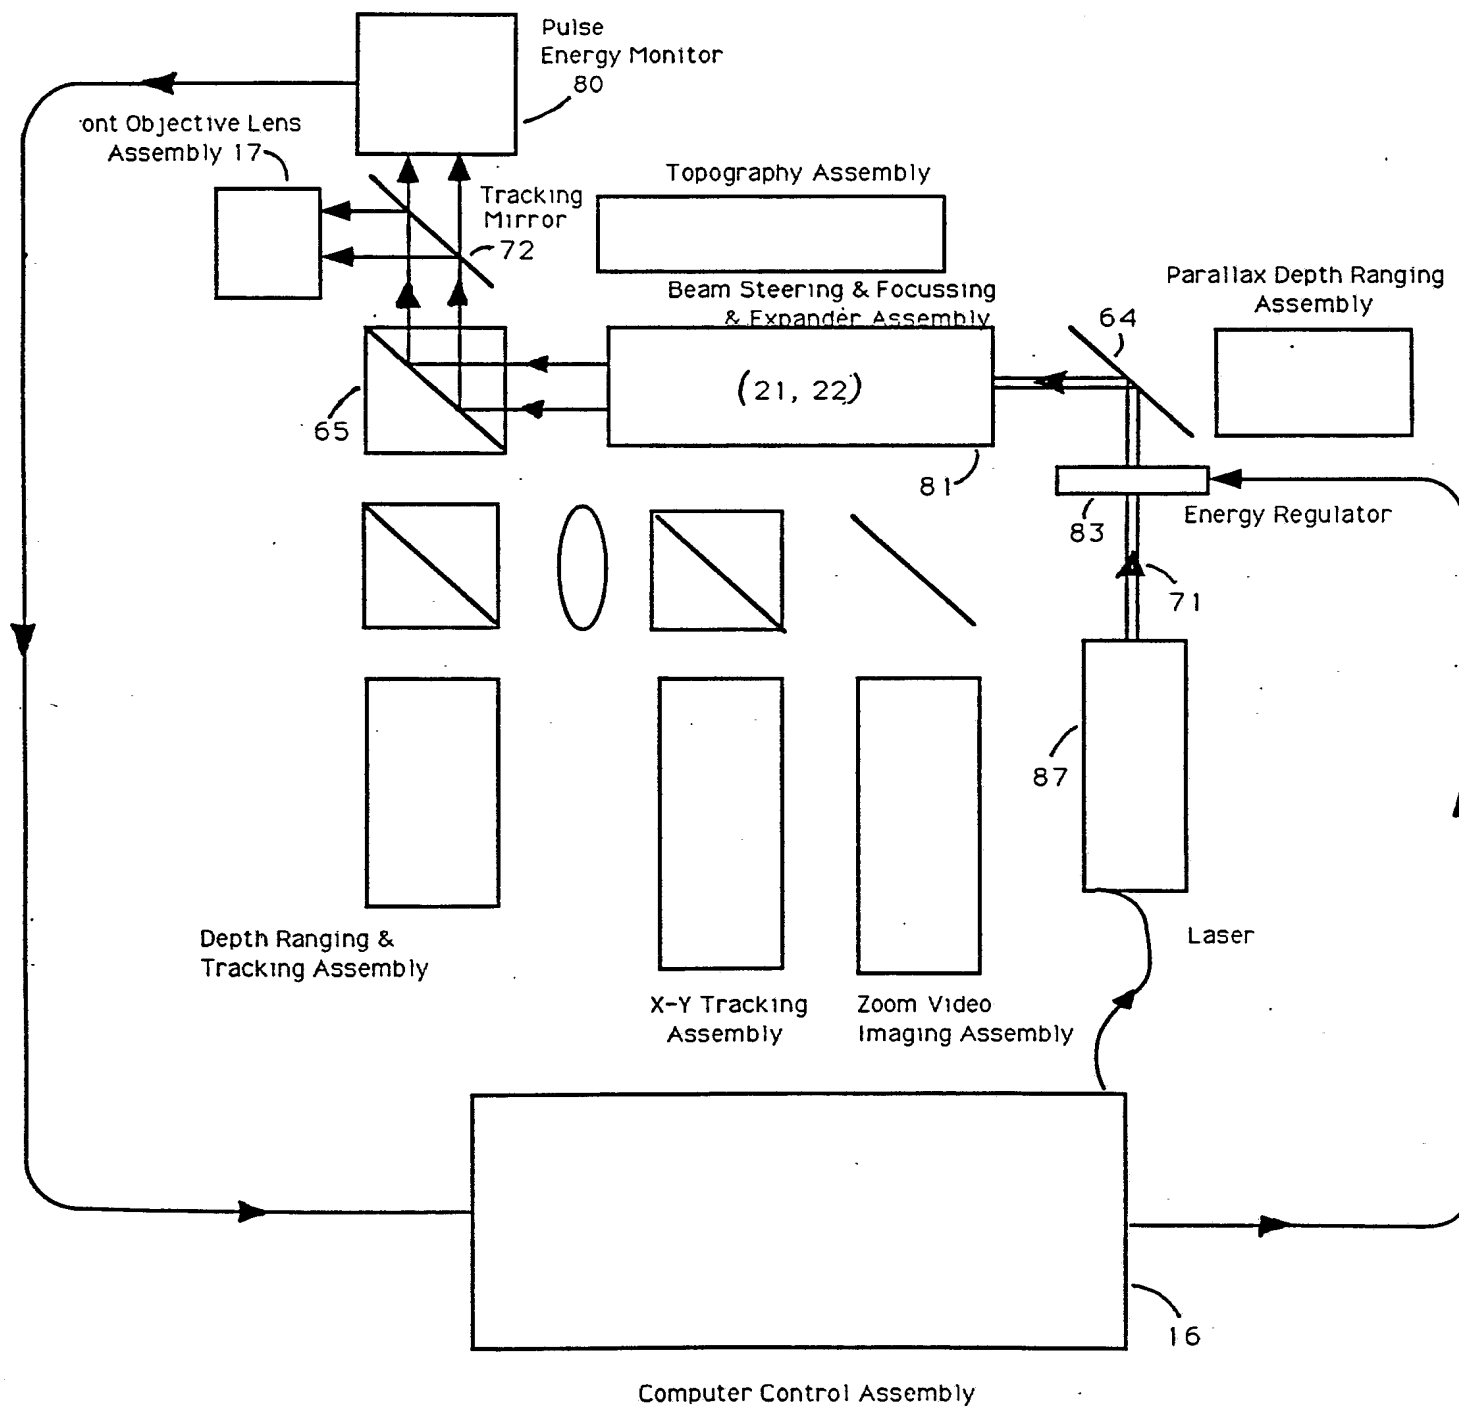 Pulse
Energy Monitor
80
ont Objective Lens
Assembly 17
Tracking
Mirror
72
Topography Assembly
Beam Steering & Focussing
& Expander Assembly
Parallax Depth Ranging
Assembly
64
(21, 22)
65
81
83
Energy Regulator
71
87
Laser
Depth Ranging &
Tracking Assembly
X-Y Tracking
Assembly
Zoom Video
Imaging Assembly
16
Computer Control Assembly